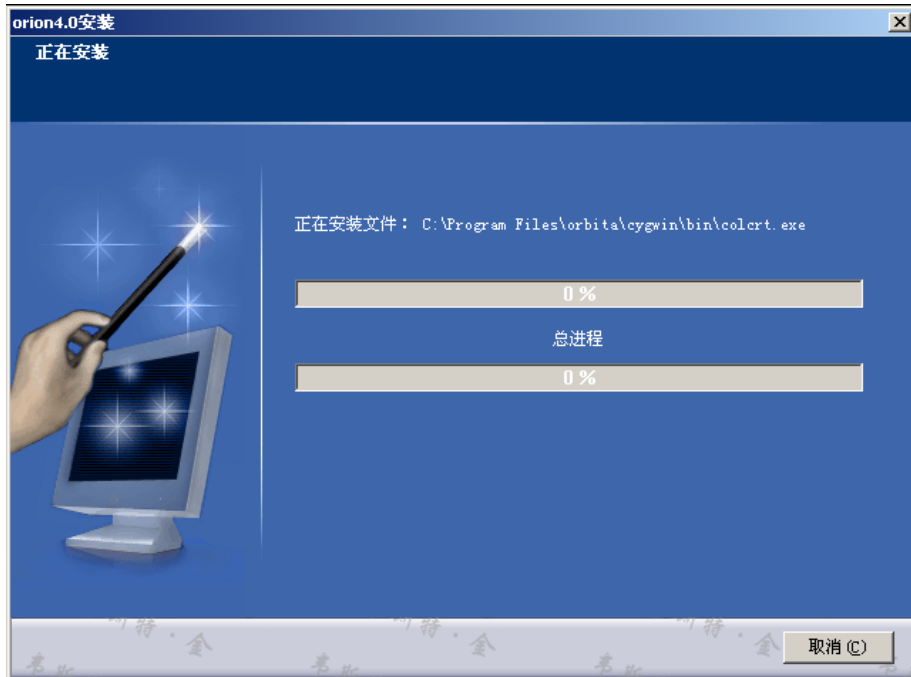 orion4.0安装
正在安装
正在安装文件： C:\Program Files\orbita\cygwin\bin\colcrt.exe
0 %
总进程
0 %
取消(C)